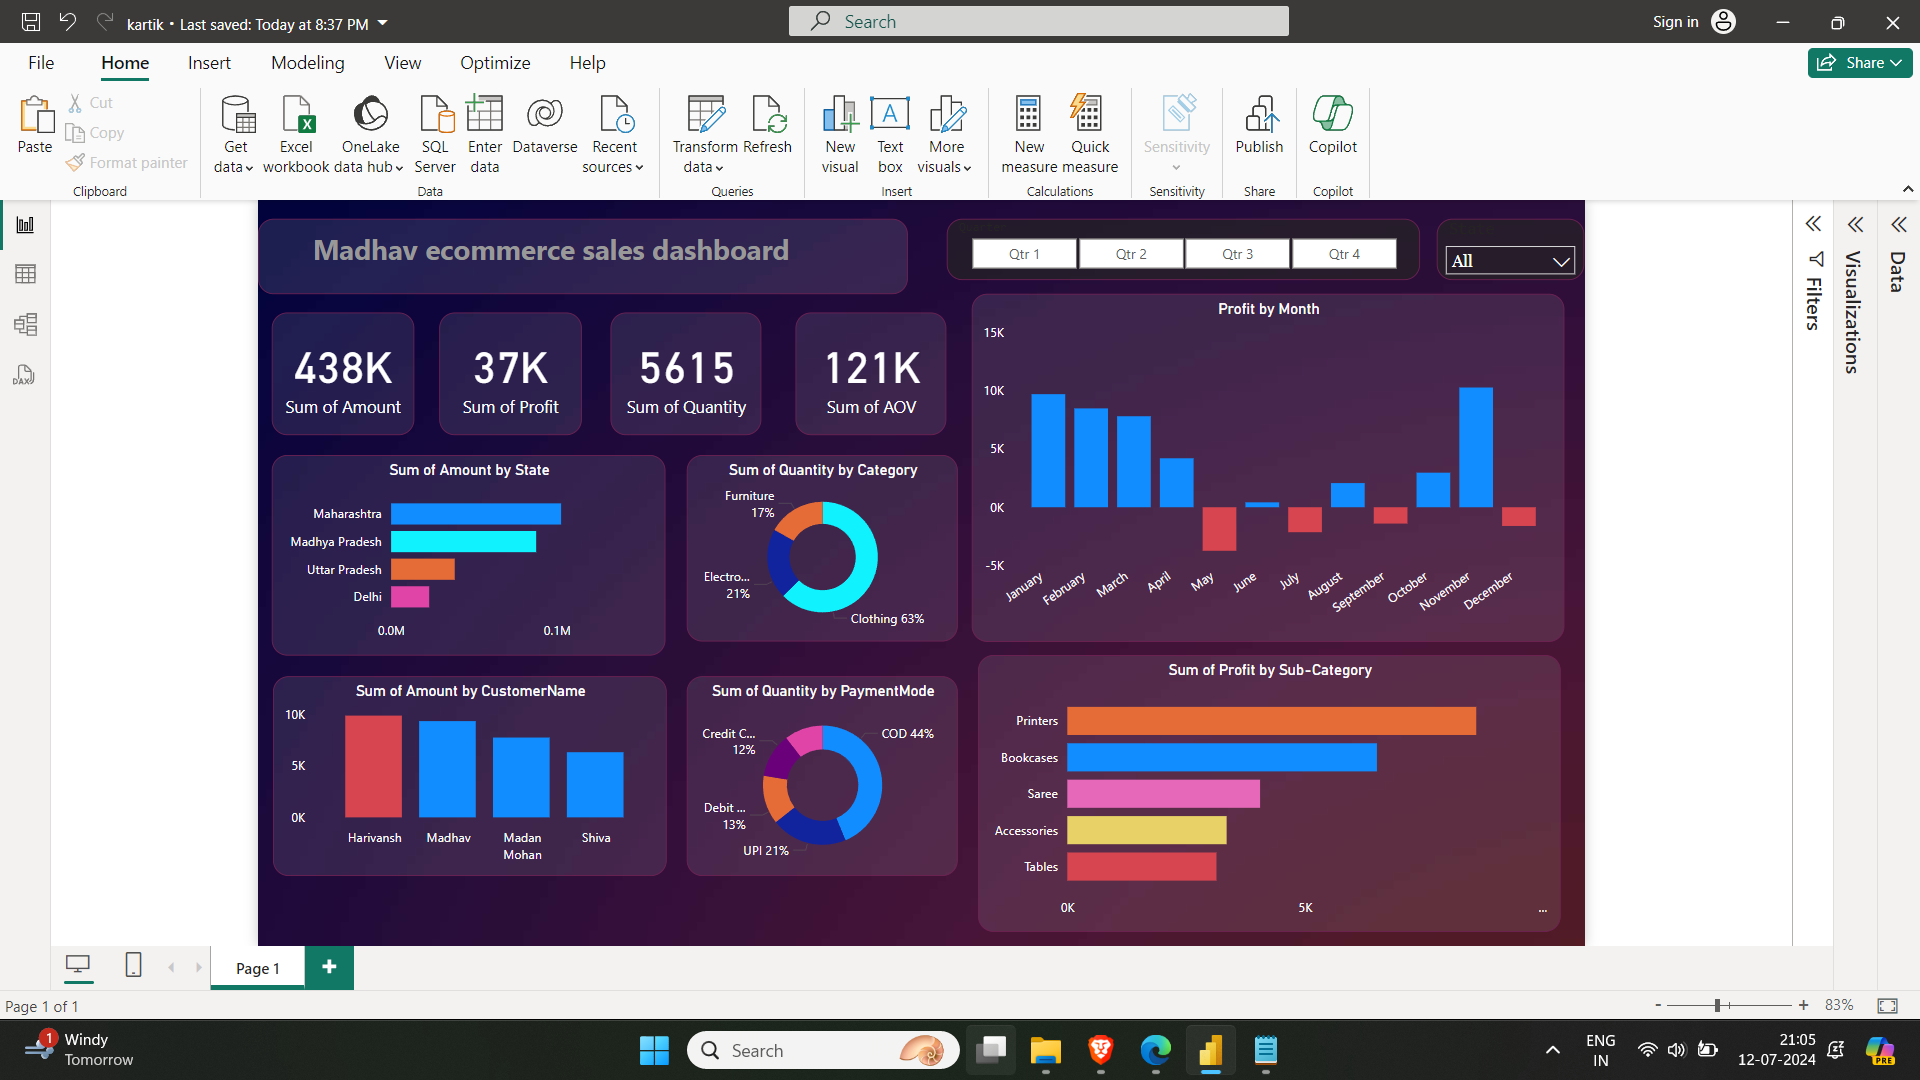 kartik • Last saved: Today at 8:37 PM
Search
Sign in
File
Home
Insert
Modeling
View
Optimize
Help
Share
Paste
Cut
Copy
Format painter
Clipboard
Get data
Excel workbook
OneLake data hub
SQL Server
Enter data
Dataverse
Recent sources
Data
Transform data
Refresh
Queries
New visual
Text box
More visuals
Insert
New measure
Quick measure
Calculations
Sensitivity
Sensitivity
Publish
Share
Copilot
Copilot
DAX
Madhav ecommerce sales dashboard
Qtr 1
Qtr 2
Qtr 3
Qtr 4
All
438K
Sum of Amount
37K
Sum of Profit
5615
Sum of Quantity
121K
Sum of AOV
Profit by Month
15K
10K
5K
0K
-5K
January
February
March
April
May
June
July
August
September
October
November
December
Sum of Amount by State
Maharashtra
Madhya Pradesh
Uttar Pradesh
Delhi
0.0M
0.1M
Sum of Quantity by Category
Furniture
17%
Electro...
21%
Clothing 63%
Sum of Amount by CustomerName
10K
5K
0K
Harivansh
Madhav
Madan
Mohan
Shiva
Sum of Quantity by PaymentMode
Credit C...
12%
COD 44%
Debit ...
13%
UPI 21%
Sum of Profit by Sub-Category
Printers
Bookcases
Saree
Accessories
Tables
0K
5K
...
Filters
Visualizations
Data
Page 1
Page 1 of 1
83%
1
Windy
Tomorrow
Search
ENG
IN
21:05
12-07-2024
PRE